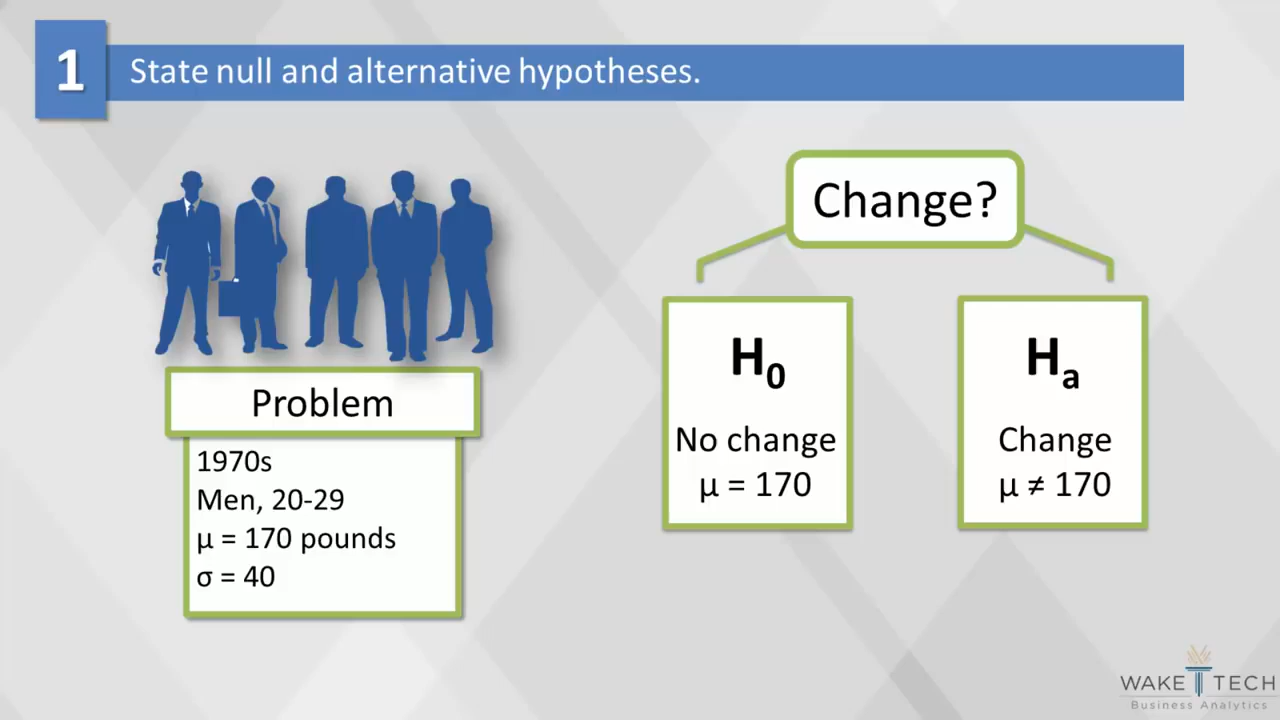 1
State null and alternative hypotheses.
Change?
Problem
1970s
Men, 20-29
μ = 170 pounds
σ = 40
H₀
No change
μ = 170
Hₐ
Change
μ ≠ 170
WAKE TECH
Business Analytics